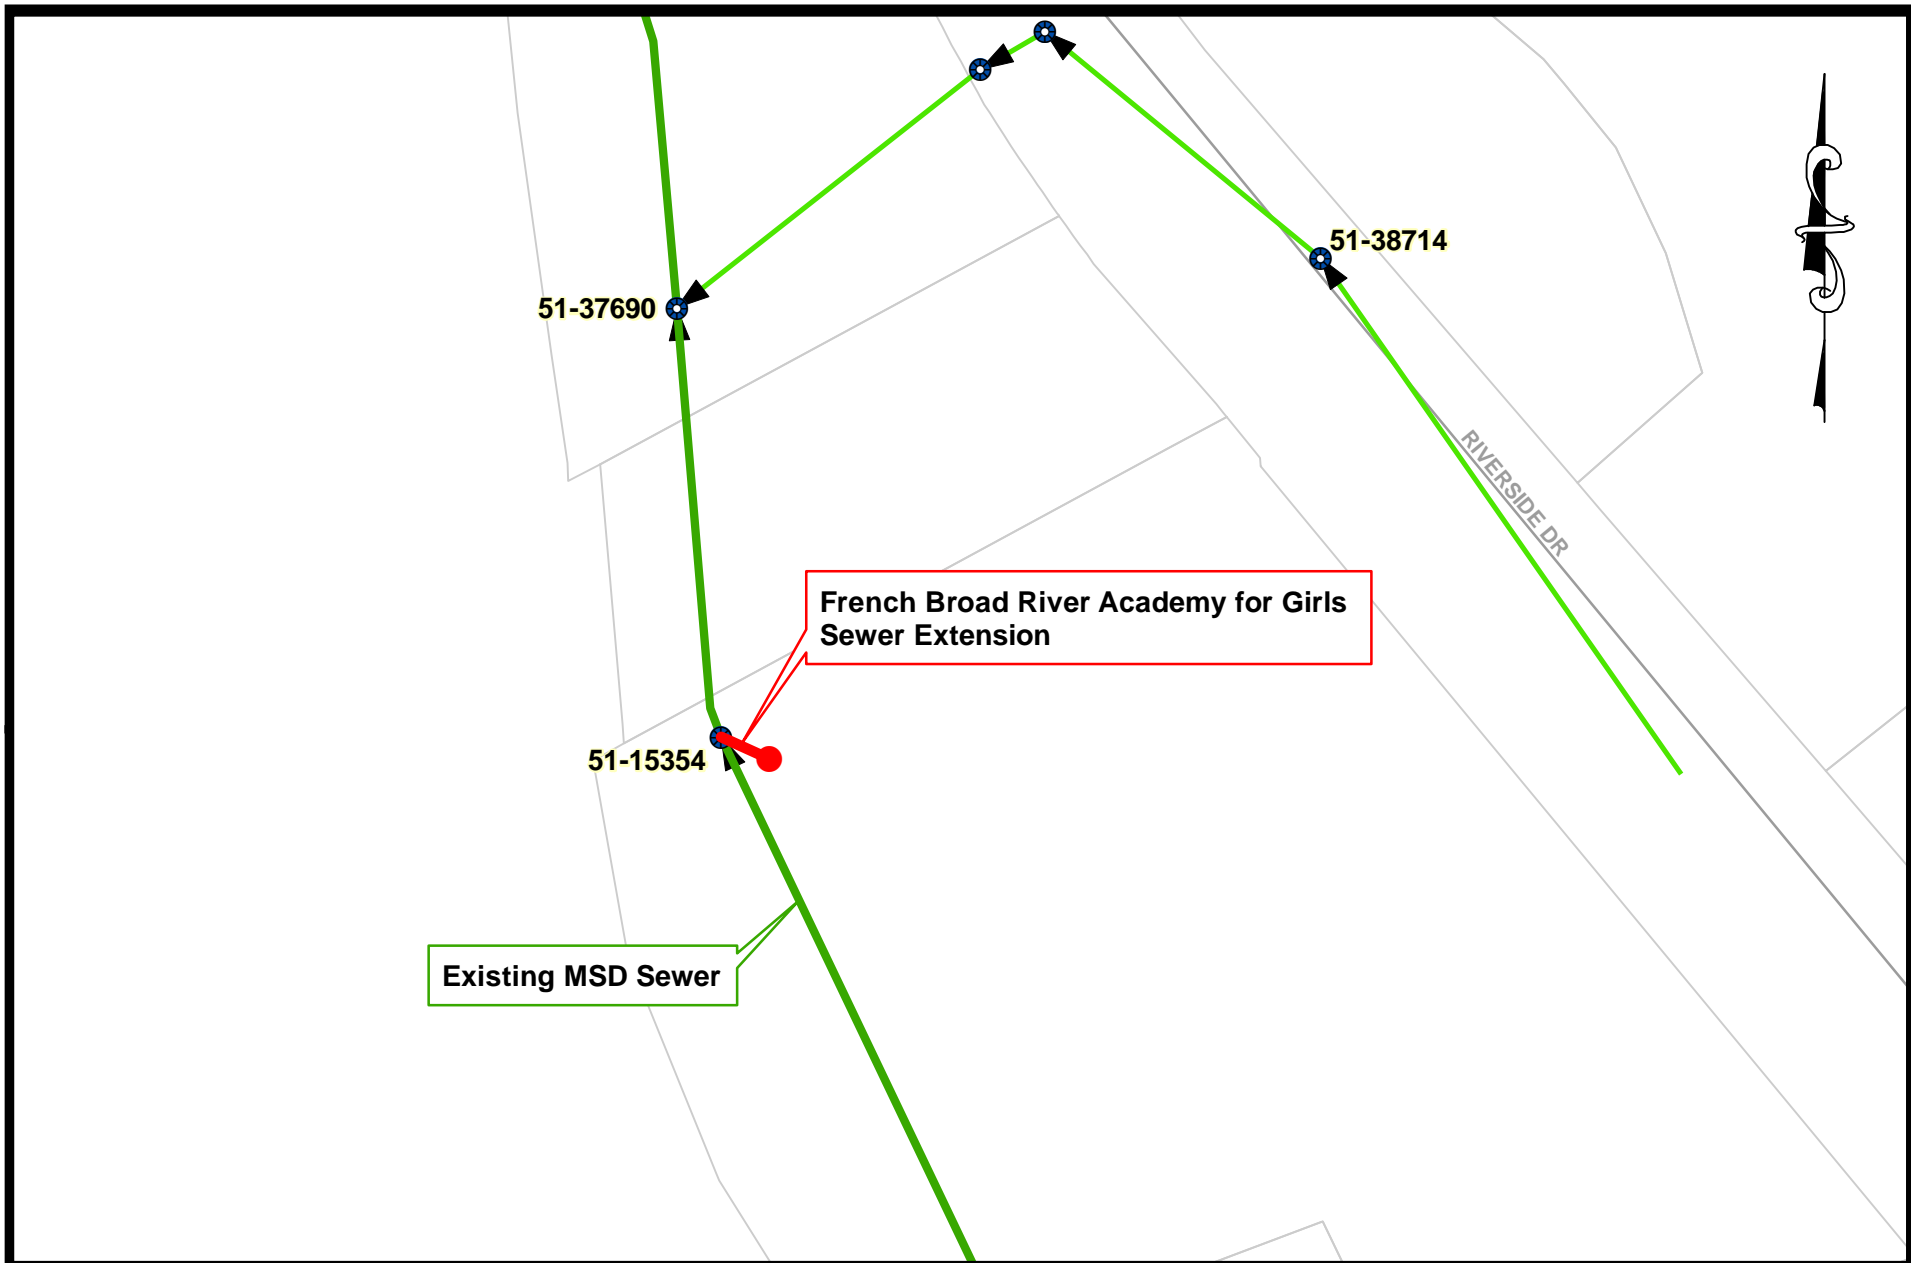 51-38714
51-37690
RIVERSIDE DR
French Broad River Academy for Girls
Sewer Extension
51-15354
Existing MSD Sewer